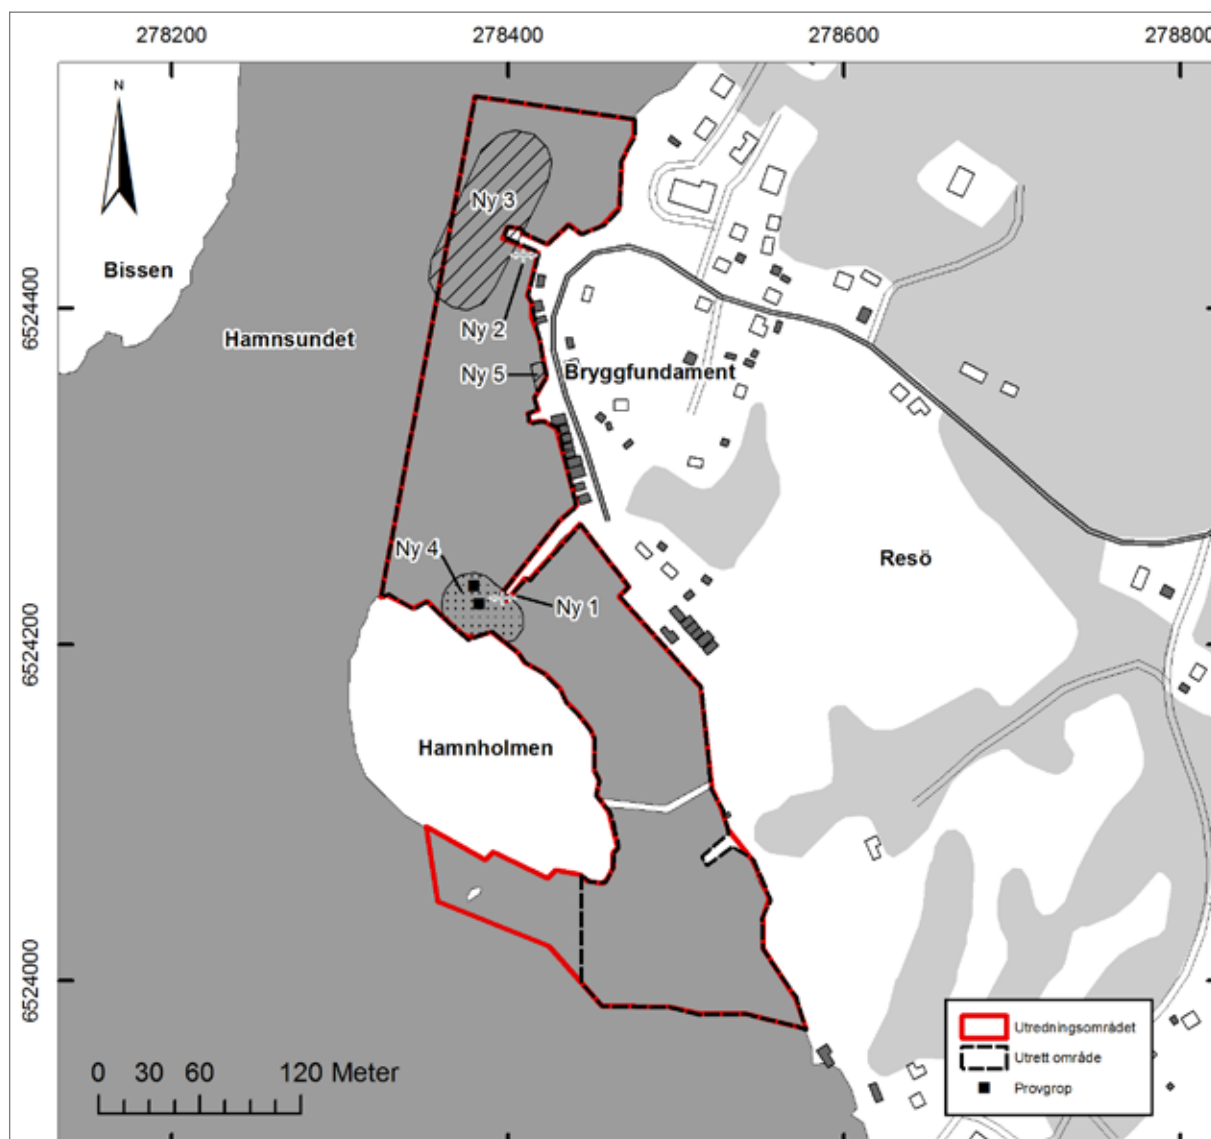 278200
278400
278600
278800
N
Ny 3
Bissen
6524400
Ny 2
Hamnsundet
Ny 5
Bryggfundament
Ny 4
Resö
Ny 1
6524200
Hamnholmen
6524000
Utredningsområdet
Utrett område
Provgrop
0 30 60 120 Meter